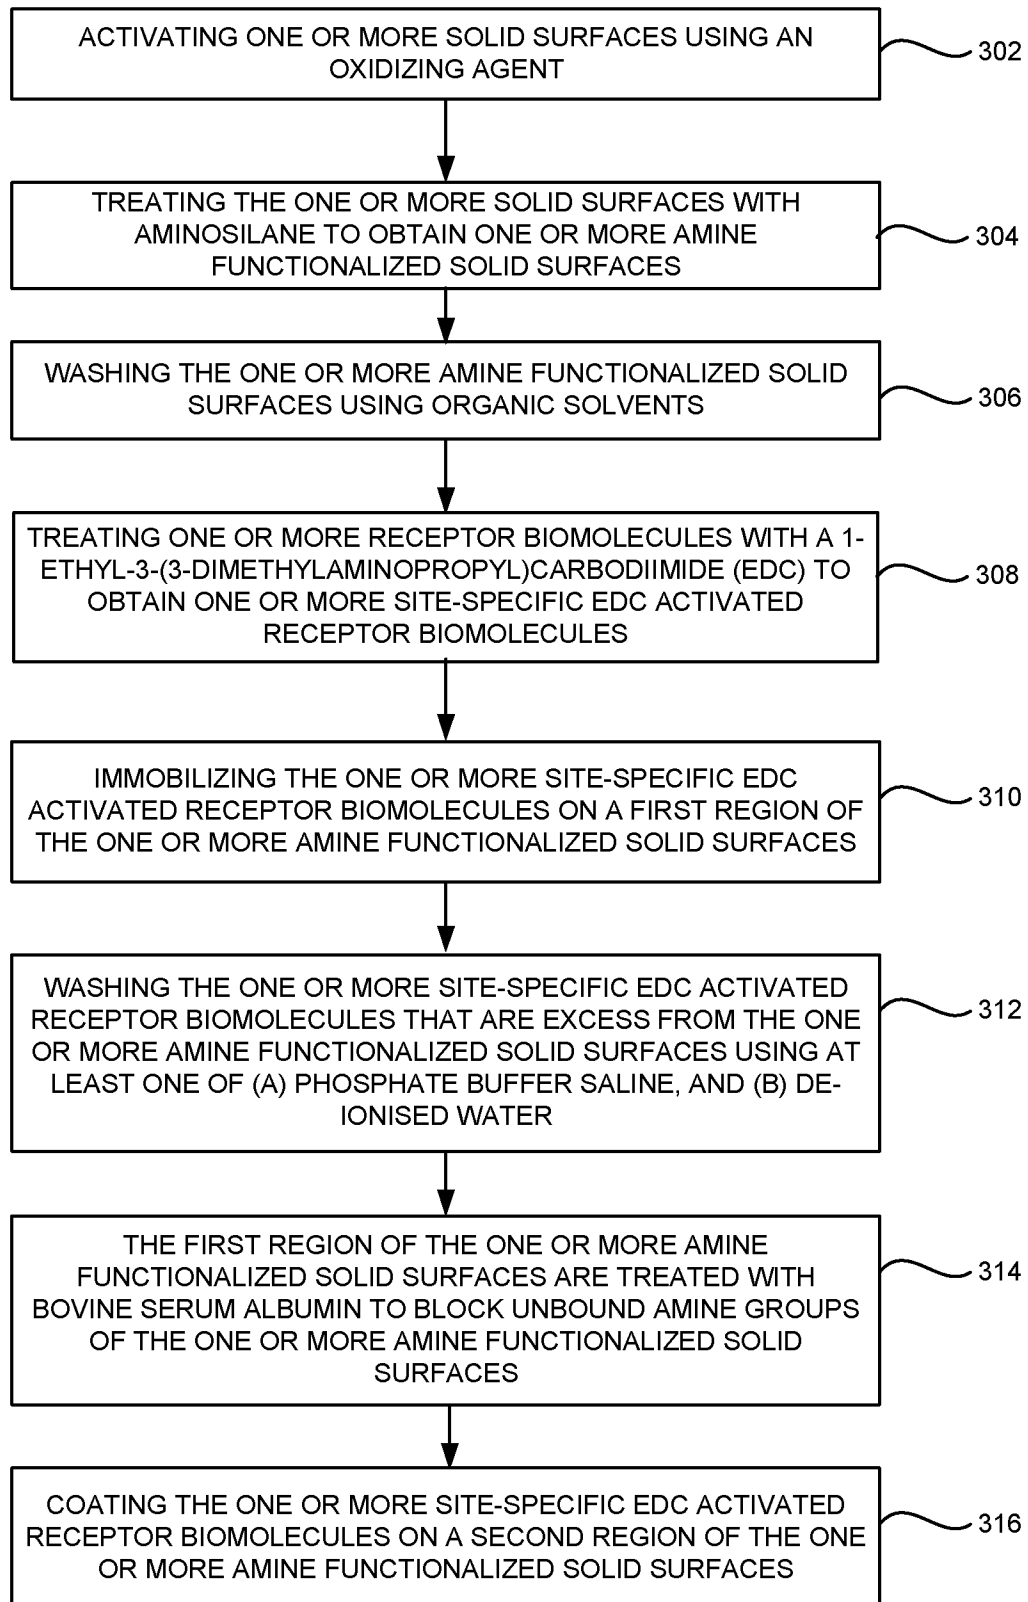 ACTIVATING ONE OR MORE SOLID SURFACES USING AN
OXIDIZING AGENT
302
TREATING THE ONE OR MORE SOLID SURFACES WITH
AMINOSILANE TO OBTAIN ONE OR MORE AMINE
FUNCTIONALIZED SOLID SURFACES
304
WASHING THE ONE OR MORE AMINE FUNCTIONALIZED SOLID
SURFACES USING ORGANIC SOLVENTS
306
TREATING ONE OR MORE RECEPTOR BIOMOLECULES WITH A 1-
ETHYL-3-(3-DIMETHYLAMINOPROPYL)CARBODIIMIDE (EDC) TO
OBTAIN ONE OR MORE SITE-SPECIFIC EDC ACTIVATED
RECEPTOR BIOMOLECULES
308
IMMOBILIZING THE ONE OR MORE SITE-SPECIFIC EDC
ACTIVATED RECEPTOR BIOMOLECULES ON A FIRST REGION OF
THE ONE OR MORE AMINE FUNCTIONALIZED SOLID SURFACES
310
WASHING THE ONE OR MORE SITE-SPECIFIC EDC ACTIVATED
RECEPTOR BIOMOLECULES THAT ARE EXCESS FROM THE ONE
OR MORE AMINE FUNCTIONALIZED SOLID SURFACES USING AT
LEAST ONE OF (A) PHOSPHATE BUFFER SALINE, AND (B) DE-
IONISED WATER
312
THE FIRST REGION OF THE ONE OR MORE AMINE
FUNCTIONALIZED SOLID SURFACES ARE TREATED WITH
BOVINE SERUM ALBUMIN TO BLOCK UNBOUND AMINE GROUPS
OF THE ONE OR MORE AMINE FUNCTIONALIZED SOLID
SURFACES
314
COATING THE ONE OR MORE SITE-SPECIFIC EDC ACTIVATED
RECEPTOR BIOMOLECULES ON A SECOND REGION OF THE ONE
OR MORE AMINE FUNCTIONALIZED SOLID SURFACES
316